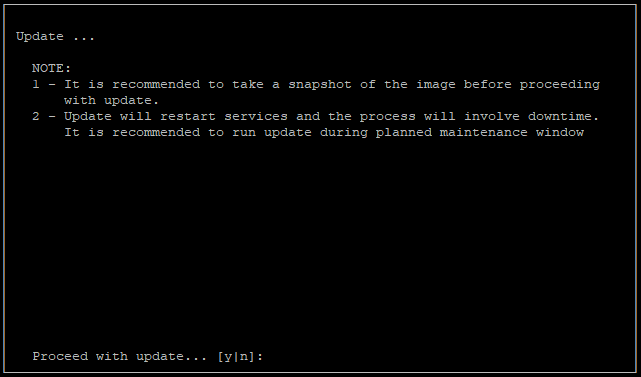 Update ...
NOTE:
1 - It is recommended to take a snapshot of the image before proceeding
with update.
2 - Update will restart services and the process will involve downtime.
It is recommended to run update during planned maintenance window
Proceed with update... [y|n]: